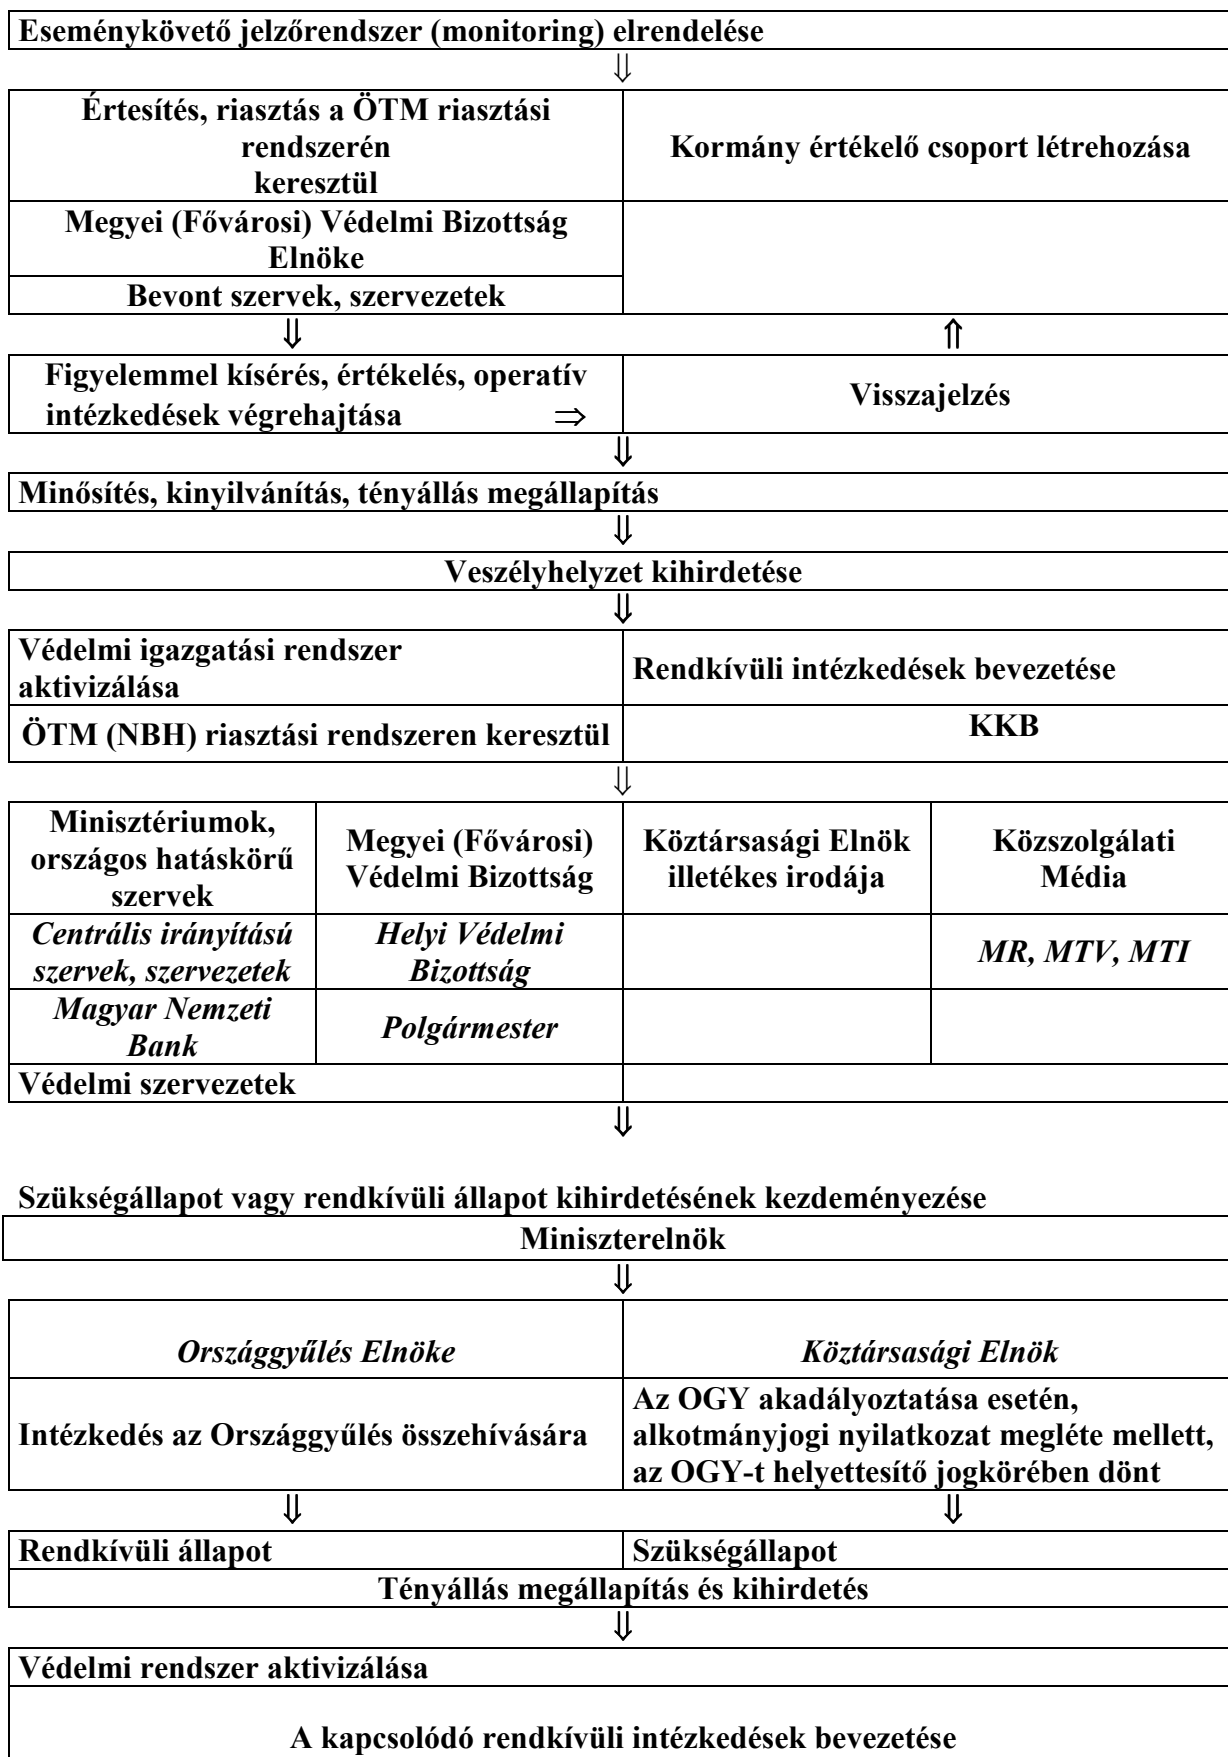 Eseménykövető jelzőrendszer (monitoring) elrendelése
⇓
Értesítés, riasztás a ÖTM riasztási
rendszerén
keresztül
Kormány értékelő csoport létrehozása
Megyei (Fővárosi) Védelmi Bizottság
Elnöke
Bevont szervek, szervezetek
⇓ ⇑
Figyelemmel kísérés, értékelés, operatív
intézkedések végrehajtása ⇒
Visszajelzés
⇓
Minősítés, kinyilvánítás, tényállás megállapítás
⇓
Veszélyhelyzet kihirdetése
⇓
Védelmi igazgatási rendszer
aktivizálása
Rendkívüli intézkedések bevezetése
ÖTM (NBH) riasztási rendszeren keresztül
KKB
⇓
Minisztériumok,
országos hatáskörű
szervek
Megyei (Fővárosi)
Védelmi Bizottság
Köztársasági Elnök
illetékes irodája
Közszolgálati
Média
Centrális irányítású
szervek, szervezetek
Helyi Védelmi
Bizottság
MR, MTV, MTI
Magyar Nemzeti
Bank
Polgármester
Védelmi szervezetek
⇓
Szükségállapot vagy rendkívüli állapot kihirdetésének kezdeményezése
Miniszterelnök
⇓
Országgyűlés Elnöke
Köztársasági Elnök
Intézkedés az Országgyűlés összehívására
Az OGY akadályoztatása esetén,
alkotmányjogi nyilatkozat megléte mellett,
az OGY-t helyettesítő jogkörében dönt
⇓ ⇓
Rendkívüli állapot
Szükségállapot
Tényállás megállapítás és kihirdetés
⇓
Védelmi rendszer aktivizálása
A kapcsolódó rendkívüli intézkedések bevezetése